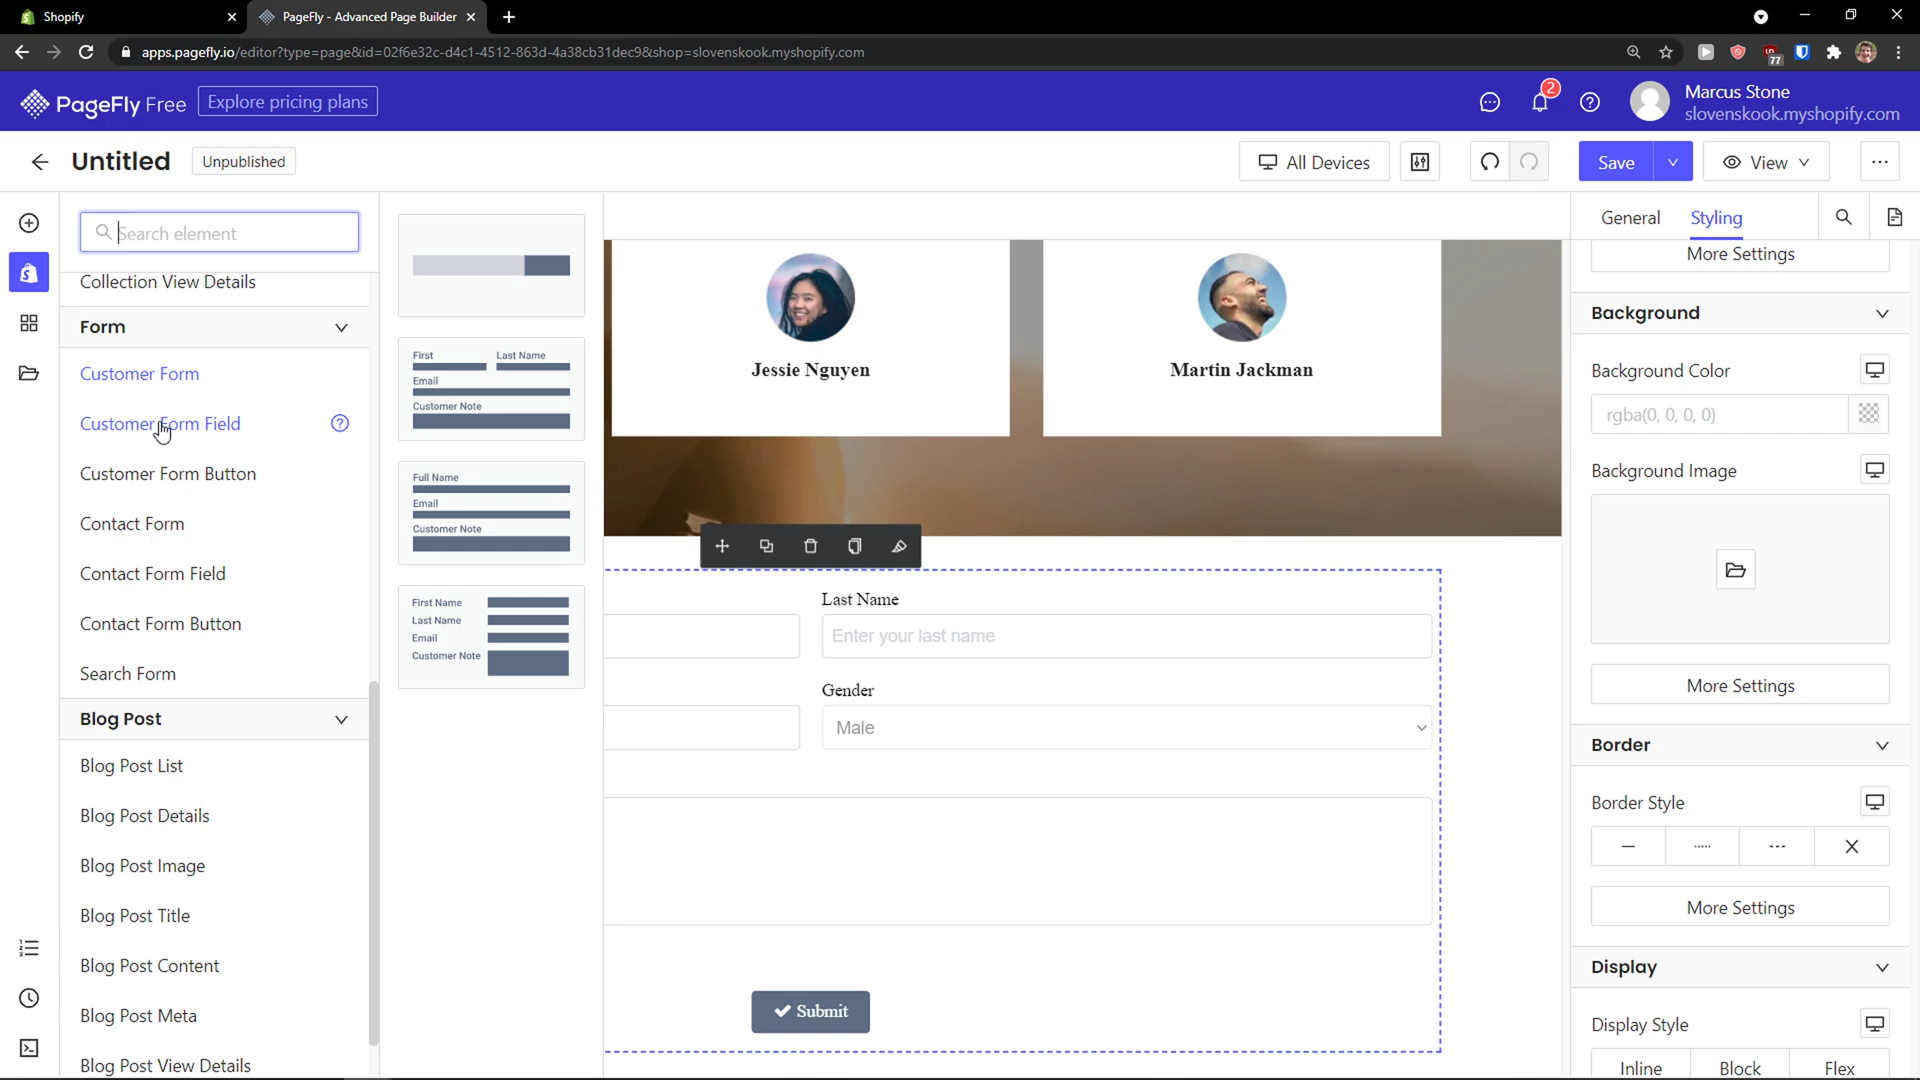 Shopify
PageFly - Advanced Page Builder
apps.pagefly.io/editor?type=page&id=02f6e32c-d4c1-4512-863d-4a38cb31dec9&shop=slovenskook.myshopify.com
77
PageFly Free
Explore pricing plans
2
Marcus Stone
slovenskook.myshopify.com
Untitled
Unpublished
All Devices
Save
View
Search element
Collection View Details
Form
Customer Form
Customer Form Field
Customer Form Button
Contact Form
Contact Form Field
Contact Form Button
Search Form
Blog Post
Blog Post List
Blog Post Details
Blog Post Image
Blog Post Title
Blog Post Content
Blog Post Meta
Blog Post View Details
First Last Name
Email
Customer Note
Full Name
Email
Customer Note
First Name
Last Name
Email
Customer Note
Jessie Nguyen
Martin Jackman
Last Name
Enter your last name
Gender
Male
Submit
General Styling
More Settings
Background
Background Color
rgba(0, 0, 0, 0)
Background Image
More Settings
Border
Border Style
More Settings
Display
Display Style
Inline Block Flex